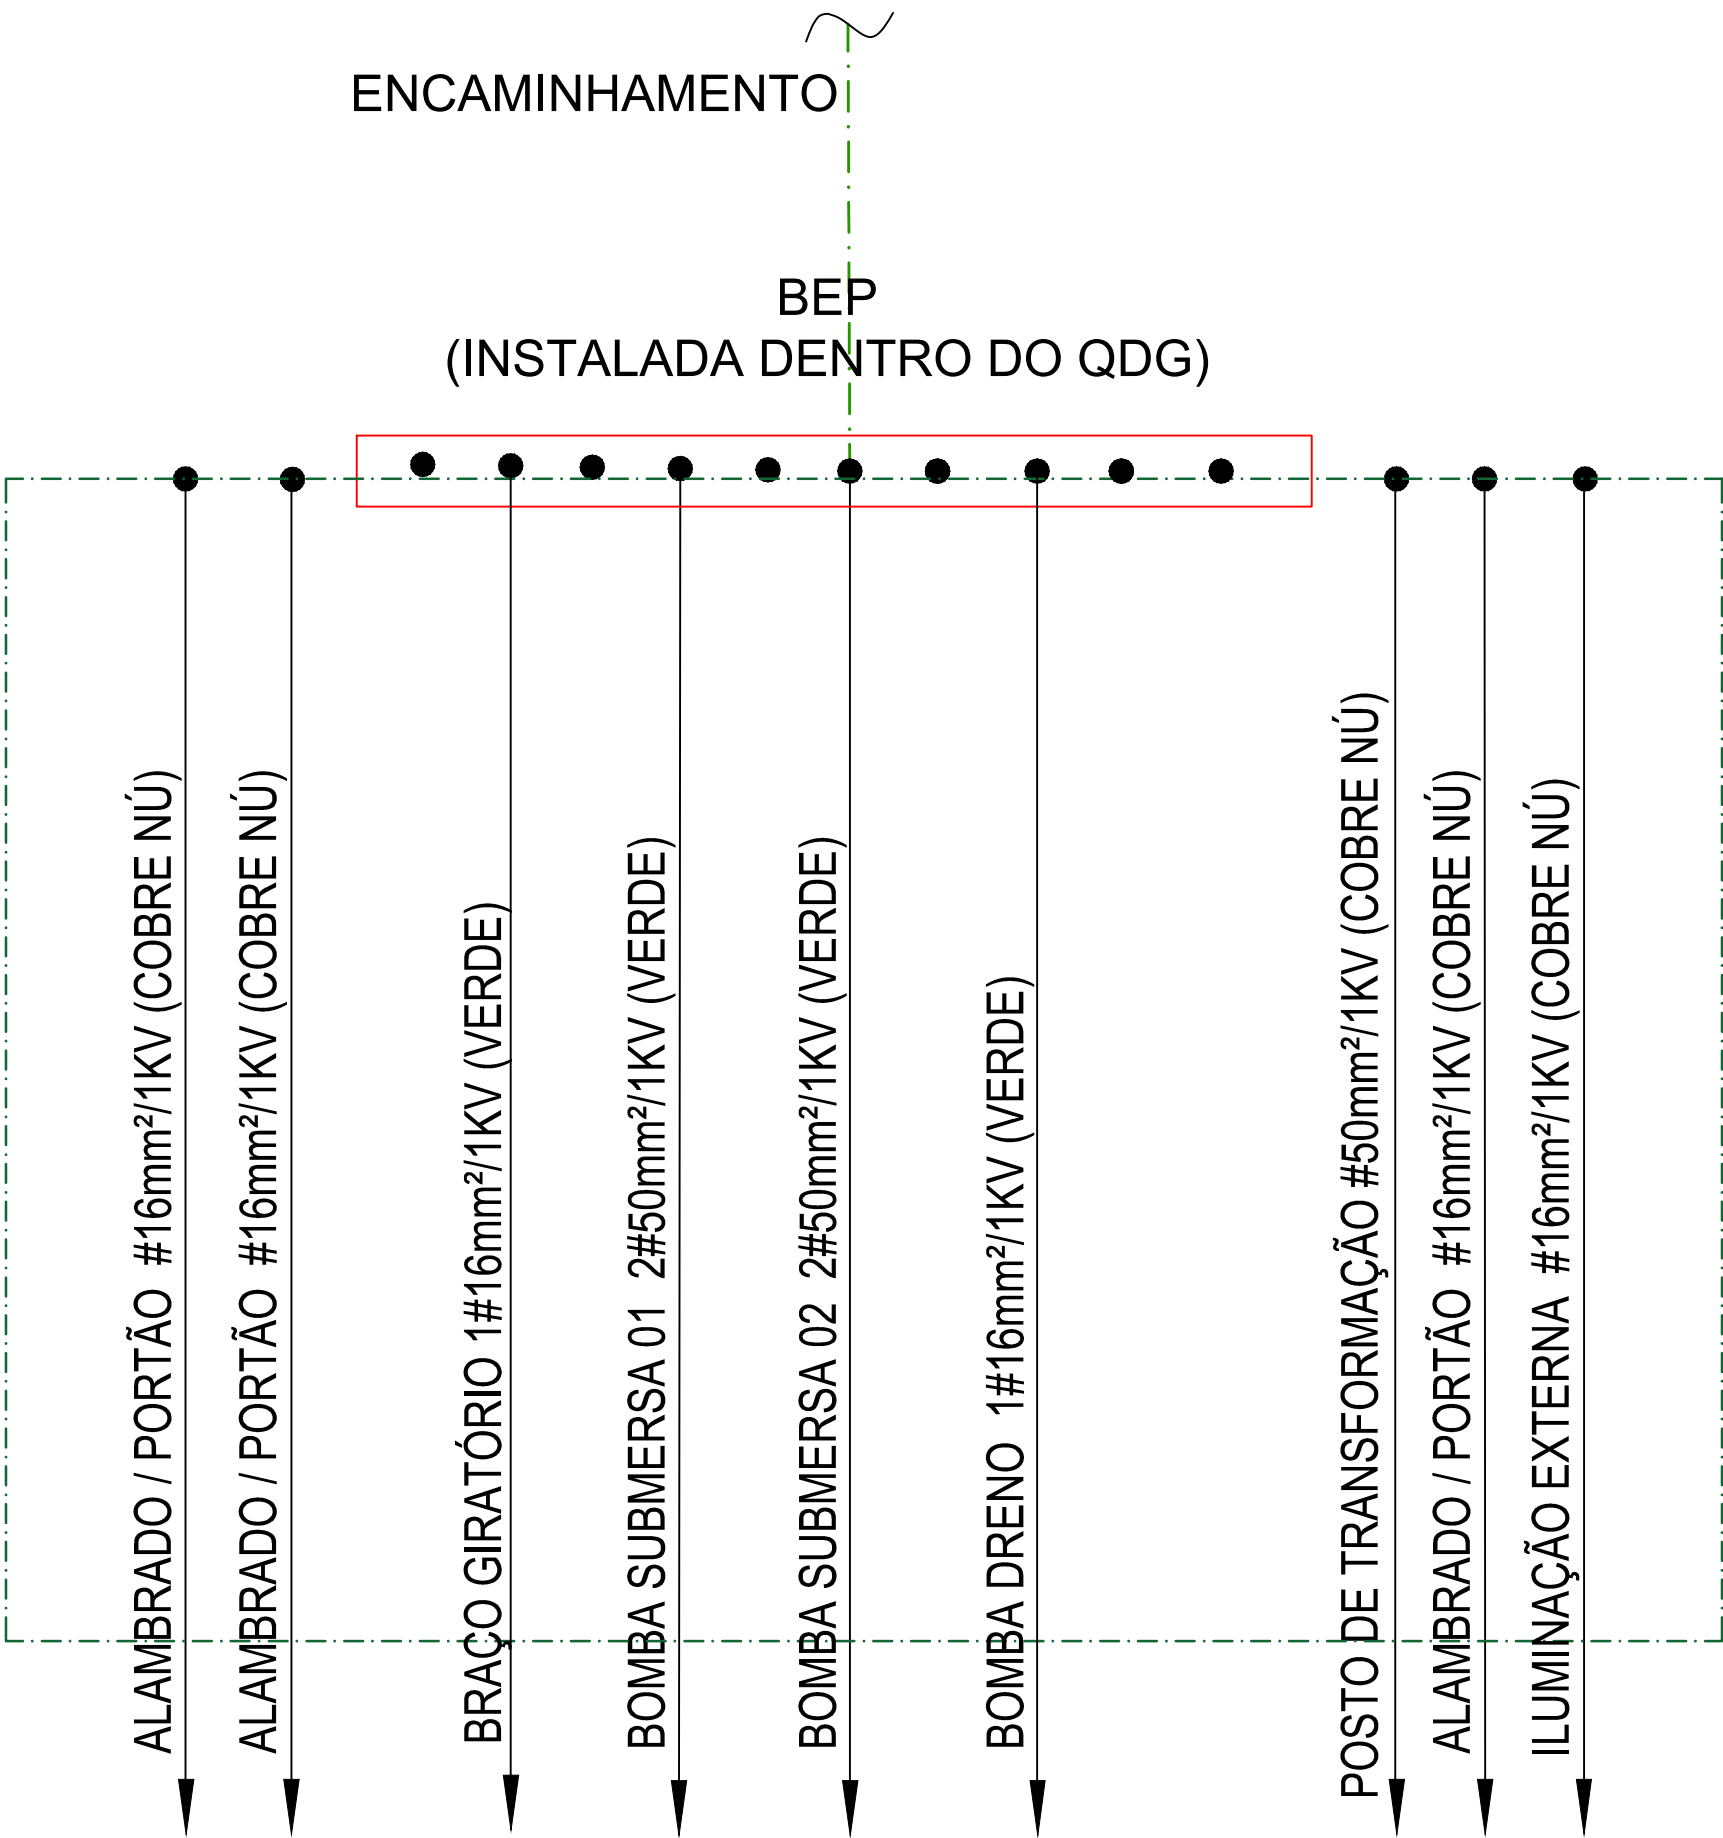 ENCAMINHAMENTO
BEP
(INSTALADA DENTRO DO QDG)
ALAMBRADO / PORTÃO  #16mm²/1KV (COBRE NÚ)
ALAMBRADO / PORTÃO  #16mm²/1KV (COBRE NÚ)
BRAÇO GIRATÓRIO 1#16mm²/1KV (VERDE)
BOMBA SUBMERSA 01  2#50mm²/1KV (VERDE)
BOMBA SUBMERSA 02  2#50mm²/1KV (VERDE)
BOMBA DRENO  1#16mm²/1KV (VERDE)
POSTO DE TRANSFORMAÇÃO #50mm²/1KV (COBRE NÚ)
ALAMBRADO / PORTÃO  #16mm²/1KV (COBRE NÚ)
ILUMINAÇÃO EXTERNA  #16mm²/1KV (COBRE NÚ)